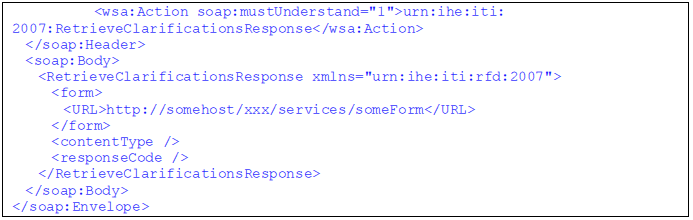 <wsa:Action soap:mustUnderstand="1">urn:ihe:iti:
2007:RetrieveClarificationsResponse</wsa:Action>
</soap:Header>
<soap:Body>
<RetrieveClarificationsResponse xmlns="urn:ihe:iti:rfd:2007">
<form>
<URL>http://somehost/xxx/services/someForm</URL>
</form>
<contentType />
<responseCode />
</RetrieveClarificationsResponse>
</soap:Body>
</soap:Envelope>